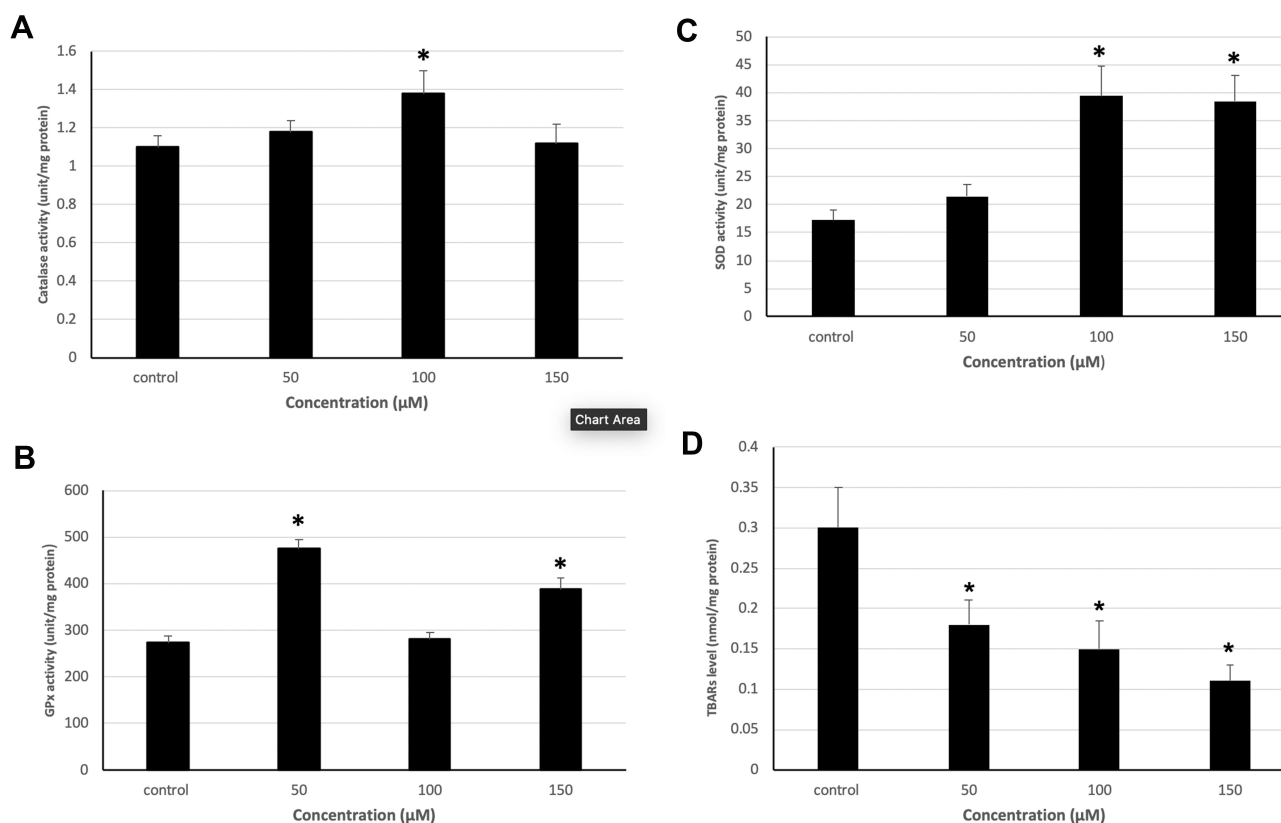 A
Catalase activity (unit/mg protein)
1.6
1.4
1.2
1
0.8
0.6
0.4
0.2
0
*
control 50 100 150
Concentration (µM)
C
SOD activity (unit/mg protein)
50
45
40
35
30
25
20
15
10
5
0
* *
control 50 100 150
Concentration (µM)
Chart Area
B
GPx activity (unit/mg protein)
600
500
400
300
200
100
0
* *
control 50 100 150
Concentration (µM)
D
TBARs level (nmol/mg protein)
0.4
0.35
0.3
0.25
0.2
0.15
0.1
0.05
0
* * *
control 50 100 150
Concentration (µM)